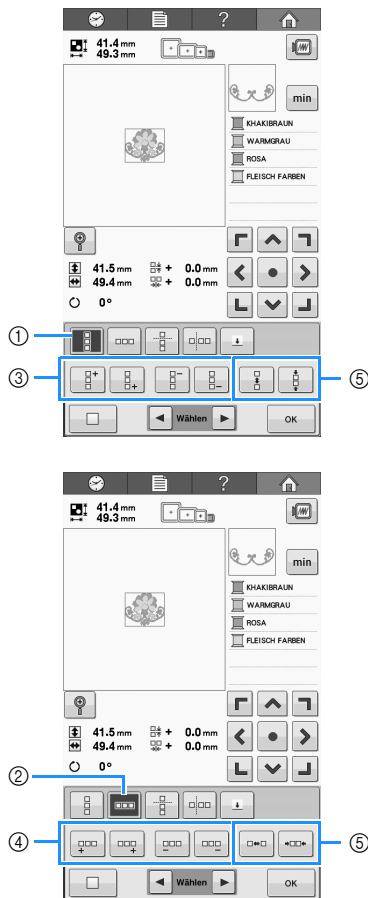 ?
41.4 mm
49.3 mm
min
KHAKIBRAUN
WARMGRAU
ROSA
FLEISCH FARBEN
41.5 mm + 0.0 mm
49.4 mm + 0.0 mm
0°
①
③ ⑤
Wählen OK
?
41.4 mm
49.3 mm
min
KHAKIBRAUN
WARMGRAU
ROSA
FLEISCH FARBEN
41.5 mm + 0.0 mm
49.4 mm + 0.0 mm
0°
②
④ ⑤
Wählen OK